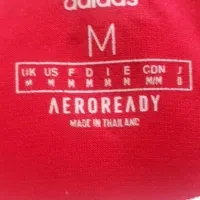 adidas
M
UK US F D I E CDN J
M M M M M M M/M O
AEROREADY
MADE IN THAILAND